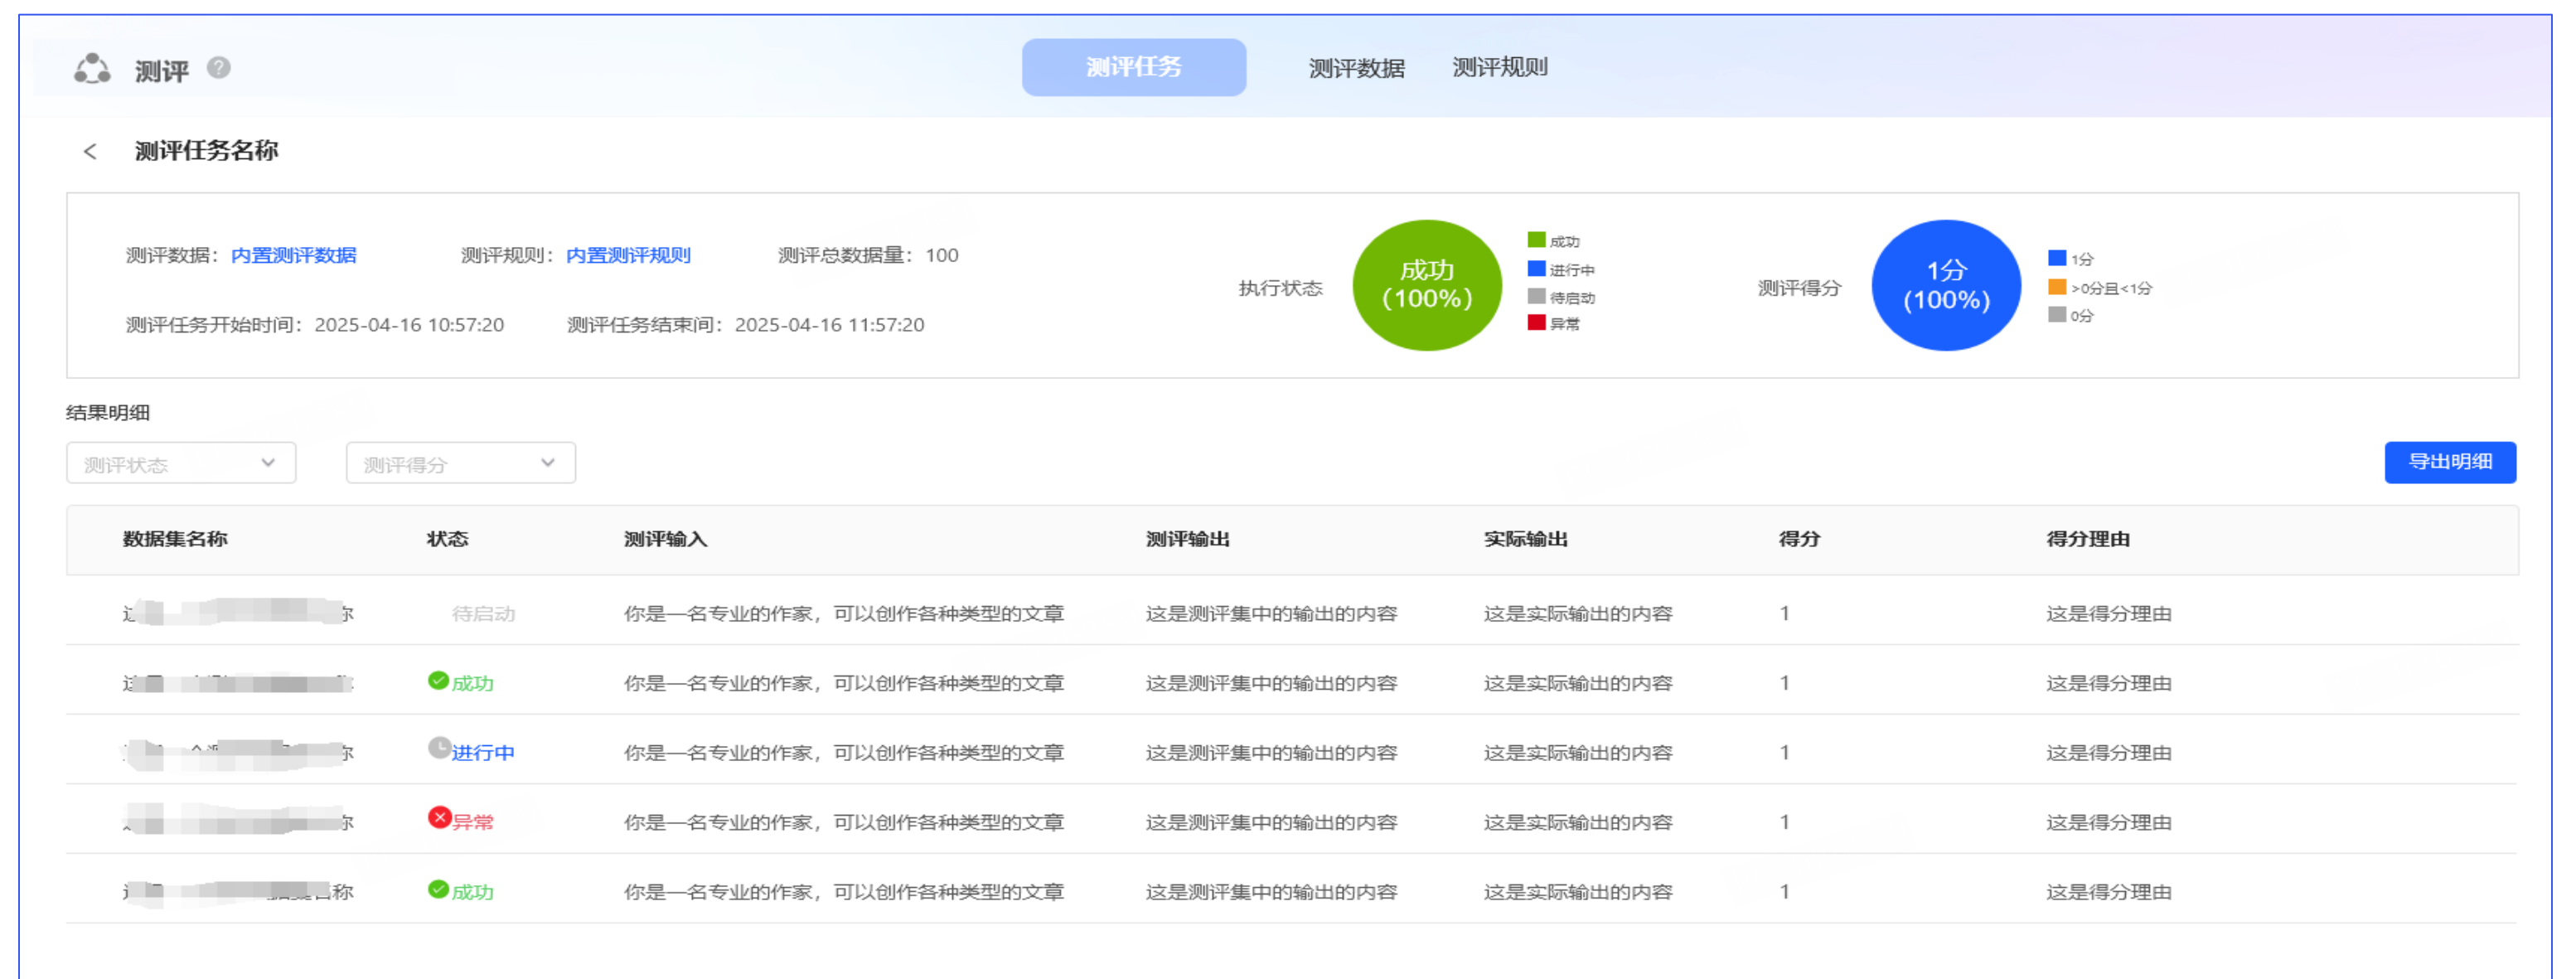 测评 ?
测评任务 测评数据 测评规则
< 测评任务名称
测评数据：内置测评数据 测评规则：内置测评规则 测评总数据量：100
测评任务开始时间：2025-04-16 10:57:20 测评任务结束间：2025-04-16 11:57:20
执行状态
成功
(100%)
成功
进行中
待启动
异常
测评得分
1分
(100%)
1分
>0分且<1分
0分
结果明细
测评状态 测评得分 导出明细
数据集名称 状态 测评输入 测评输出 实际输出 得分 得分理由
待启动 你是一名专业的作家，可以创作各种类型的文章 这是测评集中的输出的内容 这是实际输出的内容 1 这是得分理由
成功 你是一名专业的作家，可以创作各种类型的文章 这是测评集中的输出的内容 这是实际输出的内容 1 这是得分理由
进行中 你是一名专业的作家，可以创作各种类型的文章 这是测评集中的输出的内容 这是实际输出的内容 1 这是得分理由
异常 你是一名专业的作家，可以创作各种类型的文章 这是测评集中的输出的内容 这是实际输出的内容 1 这是得分理由
称 成功 你是一名专业的作家，可以创作各种类型的文章 这是测评集中的输出的内容 这是实际输出的内容 1 这是得分理由